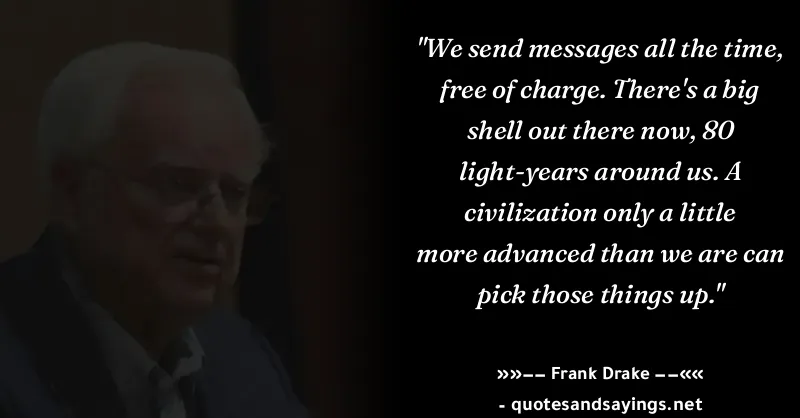 "We send messages all the time,
free of charge. There's a big
shell out there now, 80
light-years around us. A
civilization only a little
more advanced than we are can
pick those things up."
»»−− Frank Drake −−««
- quotesandsayings.net